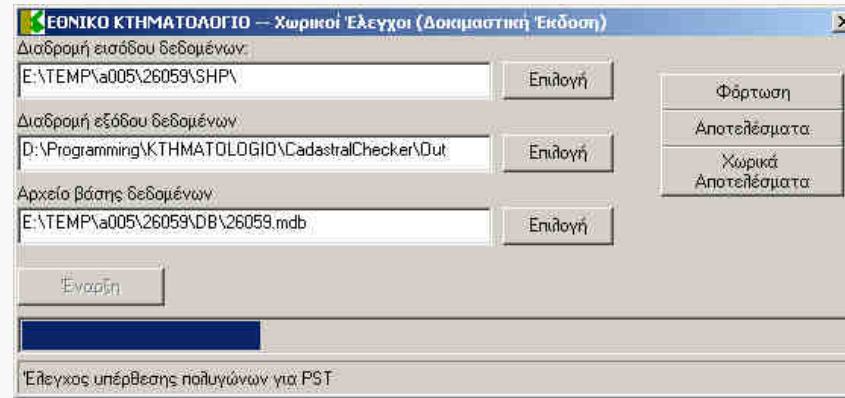 ΕΘΝΙΚΟ ΚΤΗΜΑΤΟΛΟΓΙΟ -- Χωρικοί Έλεγχοι (Δοκιμαστική Έκδοση)
Διαδρομή εισόδου δεδομένων:
E:\TEMP\a005\26059\SHP\
Επιλογή
Φόρτωση
Διαδρομή εξόδου δεδομένων
Αποτελέσματα
D:\Programming\KTHMATOLOGIO\CadastralChecker\Out
Επιλογή
Χωρικά
Αποτελέσματα
Αρχείο βάσης δεδομένων
E:\TEMP\a005\26059\DB\26059.mdb
Επιλογή
Έναρξη
Έλεγχος υπέρθεσης πολυγώνων για PST